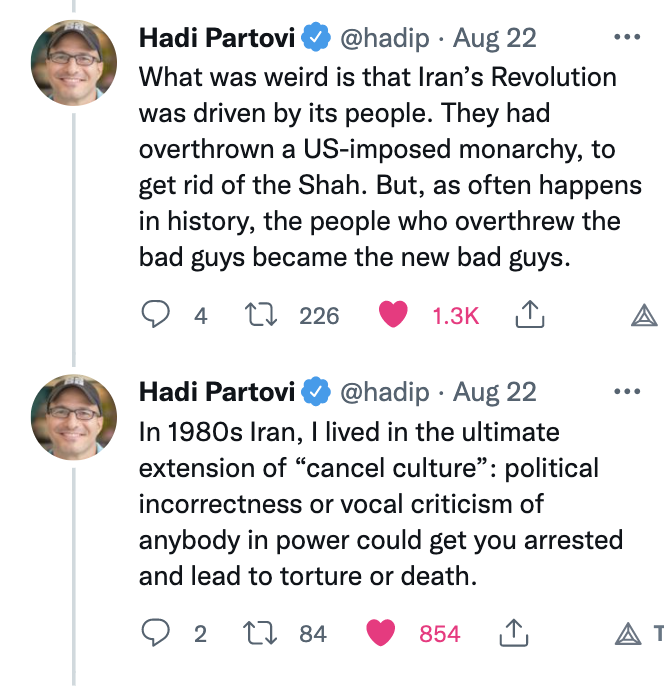 Hadi Partovi @hadip · Aug 22 ...
What was weird is that Iran’s Revolution
was driven by its people. They had
overthrown a US-imposed monarchy, to
get rid of the Shah. But, as often happens
in history, the people who overthrew the
bad guys became the new bad guys.
4 226 1.3K
Hadi Partovi @hadip · Aug 22 ...
In 1980s Iran, I lived in the ultimate
extension of “cancel culture”: political
incorrectness or vocal criticism of
anybody in power could get you arrested
and lead to torture or death.
2 84 854 T